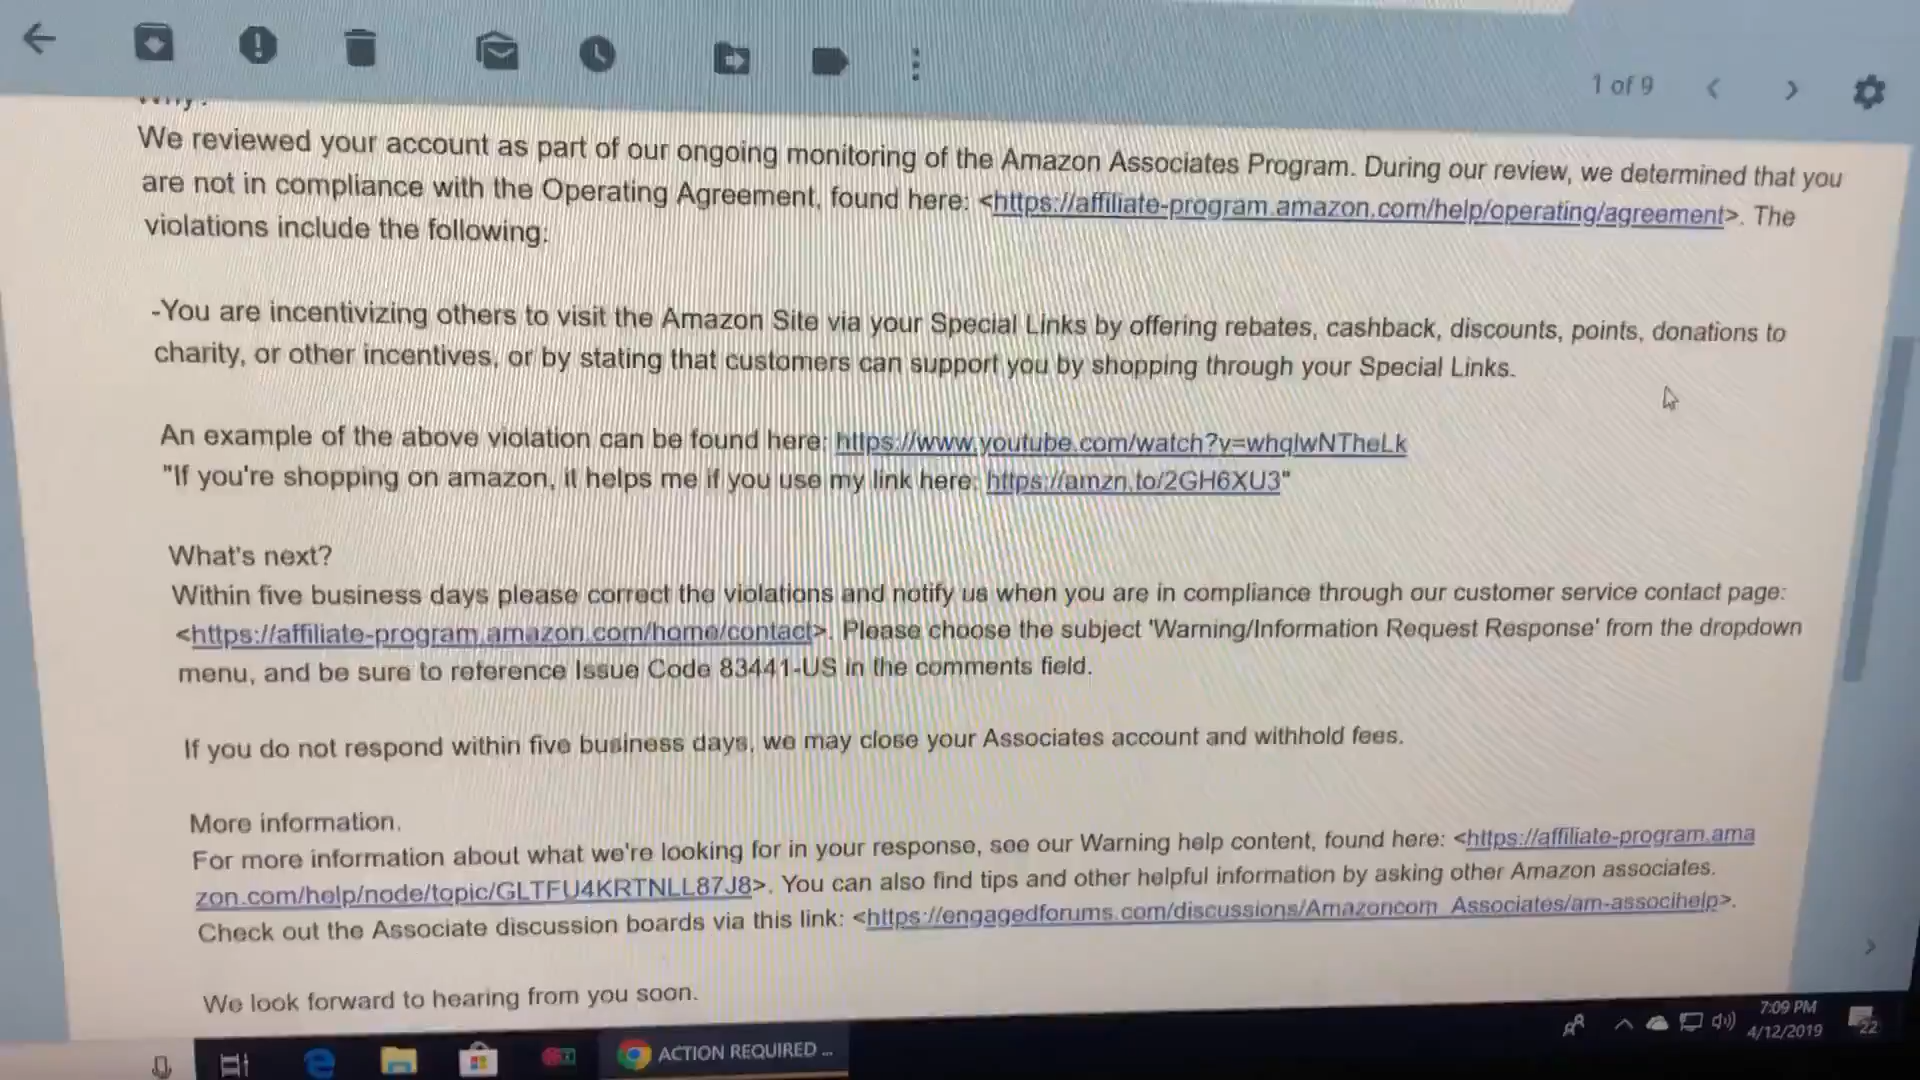 1 of 9
Why?
We reviewed your account as part of our ongoing monitoring of the Amazon Associates Program. During our review, we determined that you
are not in compliance with the Operating Agreement, found here: <https://affiliate-program.amazon.com/help/operating/agreement>. The
violations include the following:
-You are incentivizing others to visit the Amazon Site via your Special Links by offering rebates, cashback, discounts, points, donations to
charity, or other incentives, or by stating that customers can support you by shopping through your Special Links.
An example of the above violation can be found here: https://www.youtube.com/watch?v=whqlwNTheLk
"If you're shopping on amazon, it helps me if you use my link here: https://amzn.to/2GH6XU3"
What's next?
Within five business days please correct the violations and notify us when you are in compliance through our customer service contact page:
<https://affiliate-program.amazon.com/home/contact>. Please choose the subject 'Warning/Information Request Response' from the dropdown
menu, and be sure to reference Issue Code 83441-US in the comments field.
If you do not respond within five business days, we may close your Associates account and withhold fees.
More information.
For more information about what we're looking for in your response, see our Warning help content, found here: <https://affiliate-program.ama
zon.com/help/node/topic/GLTFU4KRTNLL87J8>. You can also find tips and other helpful information by asking other Amazon associates.
Check out the Associate discussion boards via this link: <https://engagedforums.com/discussions/Amazoncom_Associates/am-associhelp>.
We look forward to hearing from you soon.
ACTION REQUIRED ...
7:09 PM
4/12/2019
22